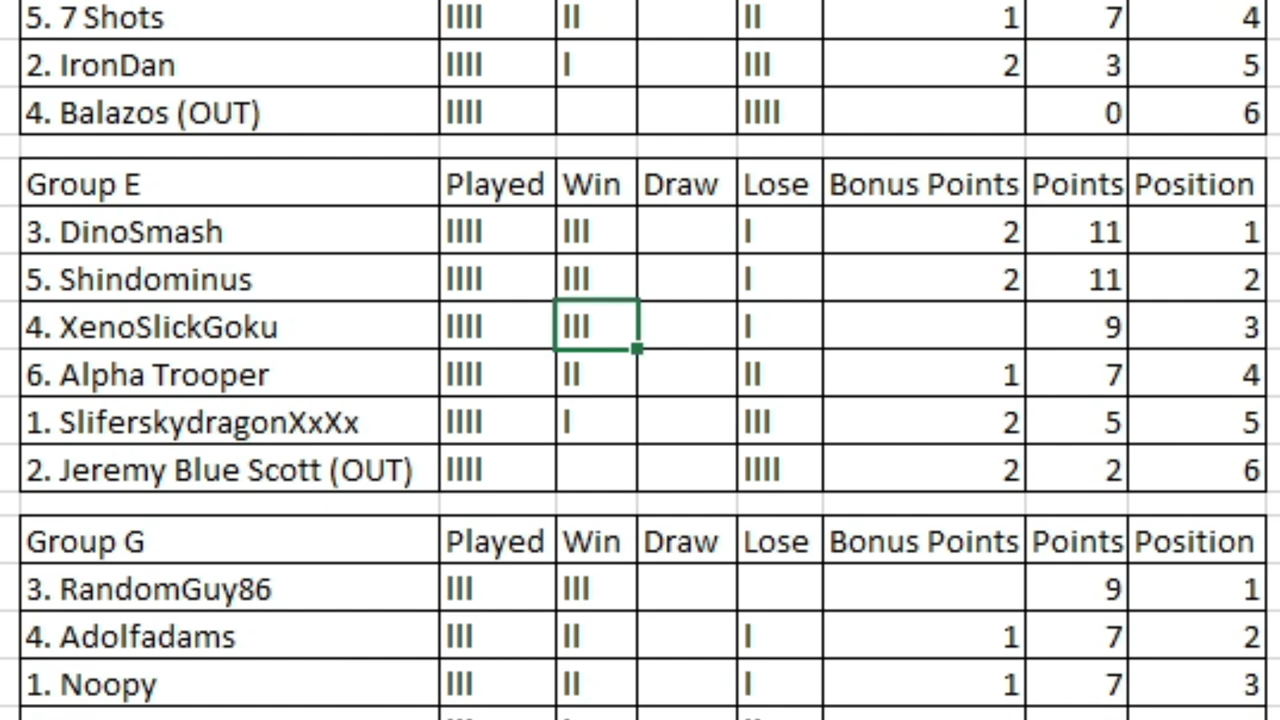 5. 7 Shots IIII II II 1 7 4
2. IronDan IIII I III 2 3 5
4. Balazos (OUT) IIII IIII 0 6
Group E Played Win Draw Lose Bonus Points Points Position
3. DinoSmash IIII III I 2 11 1
5. Shindominus IIII III I 2 11 2
4. XenoSlickGoku IIII III I 9 3
6. Alpha Trooper IIII II II 1 7 4
1. SliferskydragonXxXx IIII I III 2 5 5
2. Jeremy Blue Scott (OUT) IIII IIII 2 2 6
Group G Played Win Draw Lose Bonus Points Points Position
3. RandomGuy86 III III 9 1
4. Adolfadams III II I 1 7 2
1. Noopy III II I 1 7 3